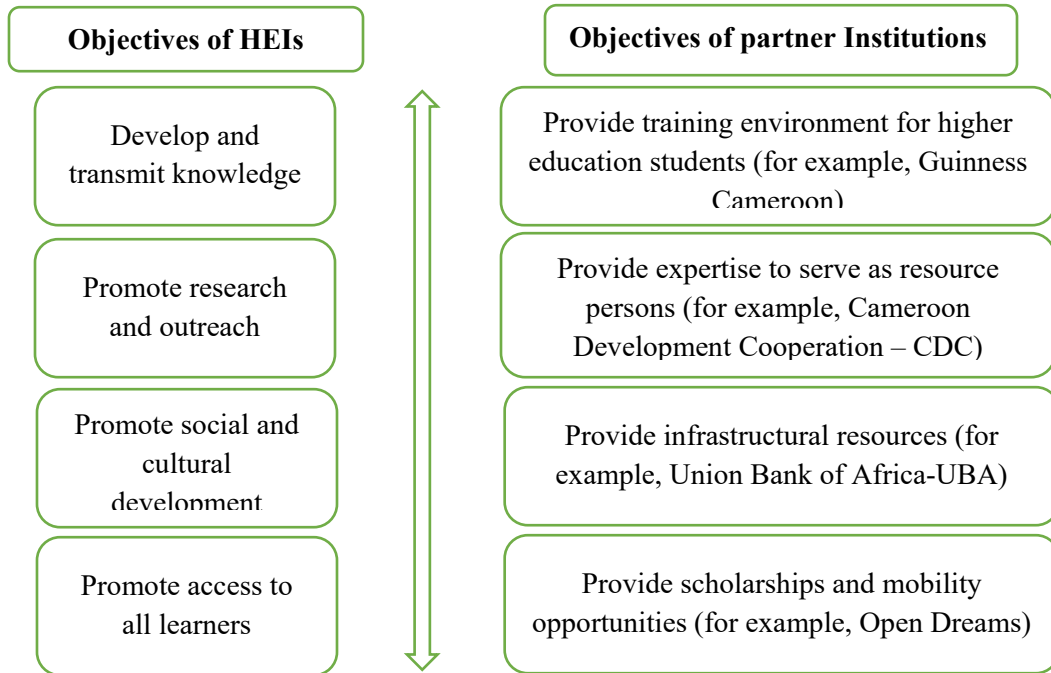 Objectives of HEIs
Objectives of partner Institutions
Develop and
transmit knowledge
Provide training environment for higher
education students (for example, Guinness
Cameroon)
Promote research
and outreach
Provide expertise to serve as resource
persons (for example, Cameroon
Development Cooperation – CDC)
Promote social and
cultural
development
Provide infrastructural resources (for
example, Union Bank of Africa-UBA)
Promote access to
all learners
Provide scholarships and mobility
opportunities (for example, Open Dreams)